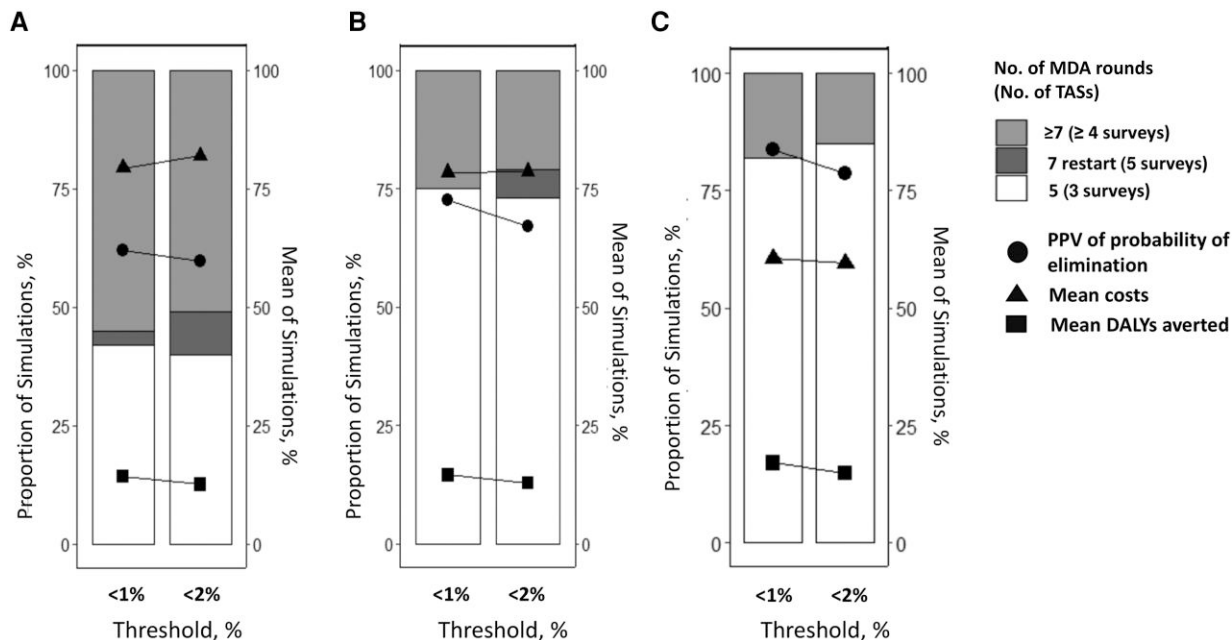 A
B
C
100
75
50
25
0
Proportion of Simulations, %
100
75
50
25
0
Mean of Simulations, %
<1%
<2%
Threshold, %
100
75
50
25
0
Proportion of Simulations, %
100
75
50
25
0
Mean of Simulations, %
<1%
<2%
Threshold, %
100
75
50
25
0
Proportion of Simulations, %
100
75
50
25
0
Mean of Simulations, %
<1%
<2%
Threshold, %
No. of MDA rounds
(No. of TASs)
≥7 (≥ 4 surveys)
7 restart (5 surveys)
5 (3 surveys)
PPV of probability of
elimination
Mean costs
Mean DALYs averted